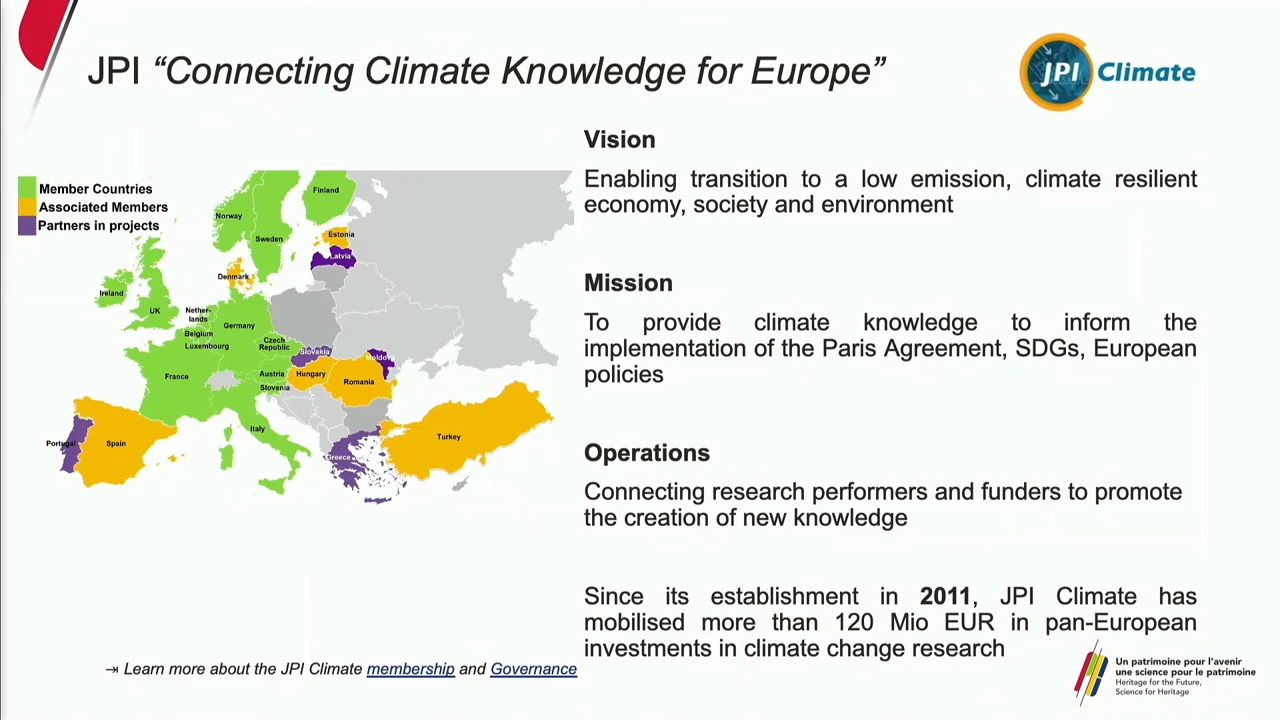 JPI “Connecting Climate Knowledge for Europe”
JPI Climate
Member Countries
Associated Members
Partners in projects
Finland
Norway
Sweden
Estonia
Latvia
Denmark
Ireland
UK
Nether-
lands
Belgium
Luxembourg
Germany
Czech
Republic
Slovakia
Moldova
France
Austria
Hungary
Romania
Slovenia
Italy
Portugal
Spain
Greece
Turkey
Vision
Enabling transition to a low emission, climate resilient
economy, society and environment
Mission
To provide climate knowledge to inform the
implementation of the Paris Agreement, SDGs, European
policies
Operations
Connecting research performers and funders to promote
the creation of new knowledge
Since its establishment in 2011, JPI Climate has
mobilised more than 120 Mio EUR in pan-European
investments in climate change research
⇥ Learn more about the JPI Climate membership and Governance
Un patrimoine pour l’avenir
une science pour le patrimoine
Heritage for the Future,
Science for Heritage